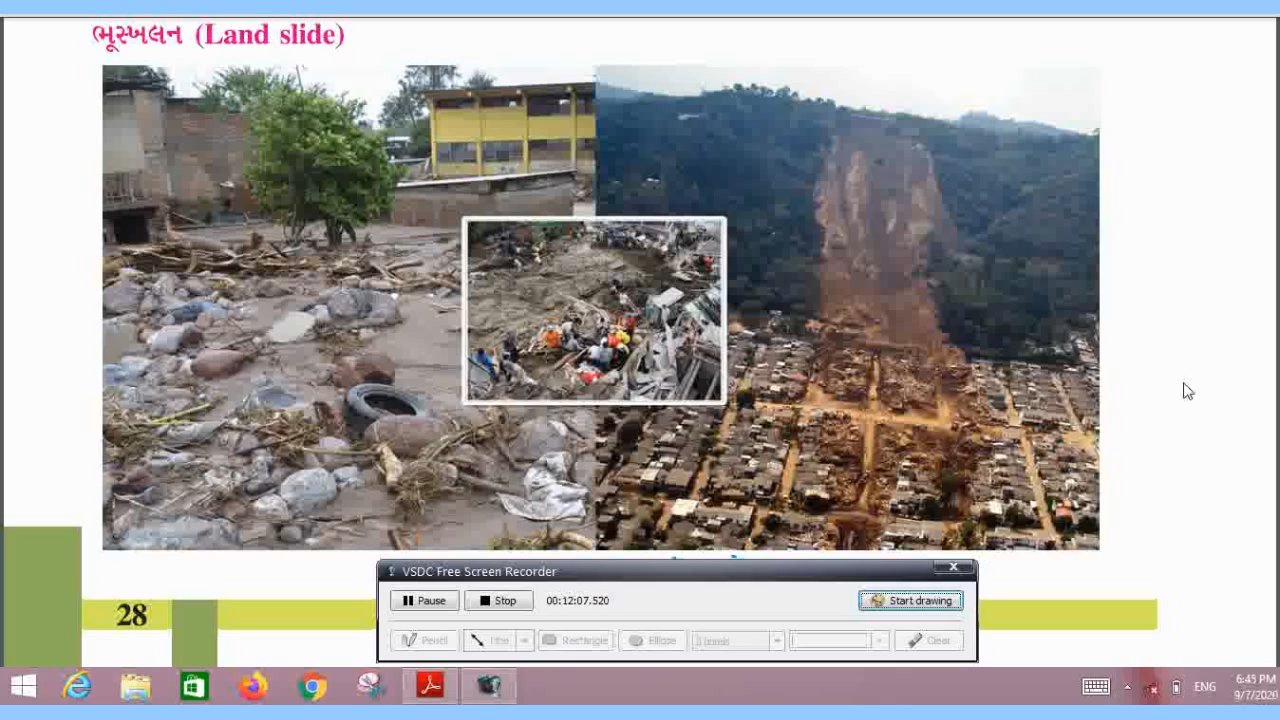 ભૂસ્ખલન (Land slide)
VSDC Free Screen Recorder
Pause
Stop
00:12:07.520
Start drawing
Pencil
Line
Rectangle
Ellipse
Clear
28
ENG
6:45 PM
9/7/2020